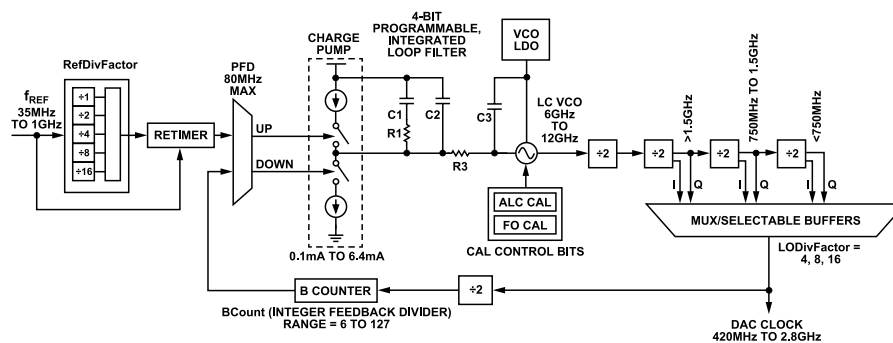 4-BIT
PROGRAMMABLE,
INTEGRATED
LOOP FILTER
CHARGE
PUMP
VCO
LDO
RefDivFactor
PFD
80MHz
MAX
fREF
35MHz
TO 1GHz
÷1
÷2
÷4
÷8
÷16
RETIMER
UP
DOWN
C1
R1
C2
C3
R3
LC VCO
6GHz
TO
12GHz
÷2
÷2
÷2
÷2
>1.5GHz
750MHz TO 1.5GHz
<750MHz
I
Q
I
Q
I
Q
ALC CAL
FO CAL
CAL CONTROL BITS
MUX/SELECTABLE BUFFERS
LODivFactor =
4, 8, 16
0.1mA TO 6.4mA
B COUNTER
÷2
BCount (INTEGER FEEDBACK DIVIDER)
RANGE = 6 TO 127
DAC CLOCK
420MHz TO 2.8GHz